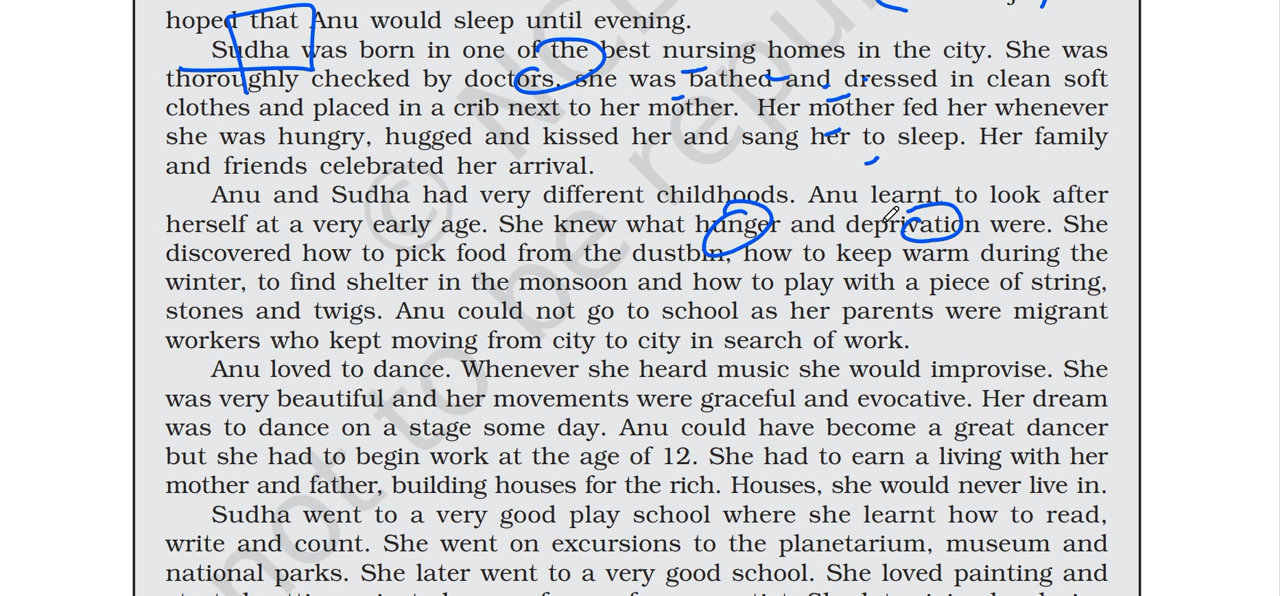 hoped that Anu would sleep until evening.
Sudha was born in one of the best nursing homes in the city. She was
thoroughly checked by doctors, she was bathed and dressed in clean soft
clothes and placed in a crib next to her mother. Her mother fed her whenever
she was hungry, hugged and kissed her and sang her to sleep. Her family
and friends celebrated her arrival.
Anu and Sudha had very different childhoods. Anu learnt to look after
herself at a very early age. She knew what hunger and deprivation were. She
discovered how to pick food from the dustbin, how to keep warm during the
winter, to find shelter in the monsoon and how to play with a piece of string,
stones and twigs. Anu could not go to school as her parents were migrant
workers who kept moving from city to city in search of work.
Anu loved to dance. Whenever she heard music she would improvise. She
was very beautiful and her movements were graceful and evocative. Her dream
was to dance on a stage some day. Anu could have become a great dancer
but she had to begin work at the age of 12. She had to earn a living with her
mother and father, building houses for the rich. Houses, she would never live in.
Sudha went to a very good play school where she learnt how to read,
write and count. She went on excursions to the planetarium, museum and
national parks. She later went to a very good school. She loved painting and